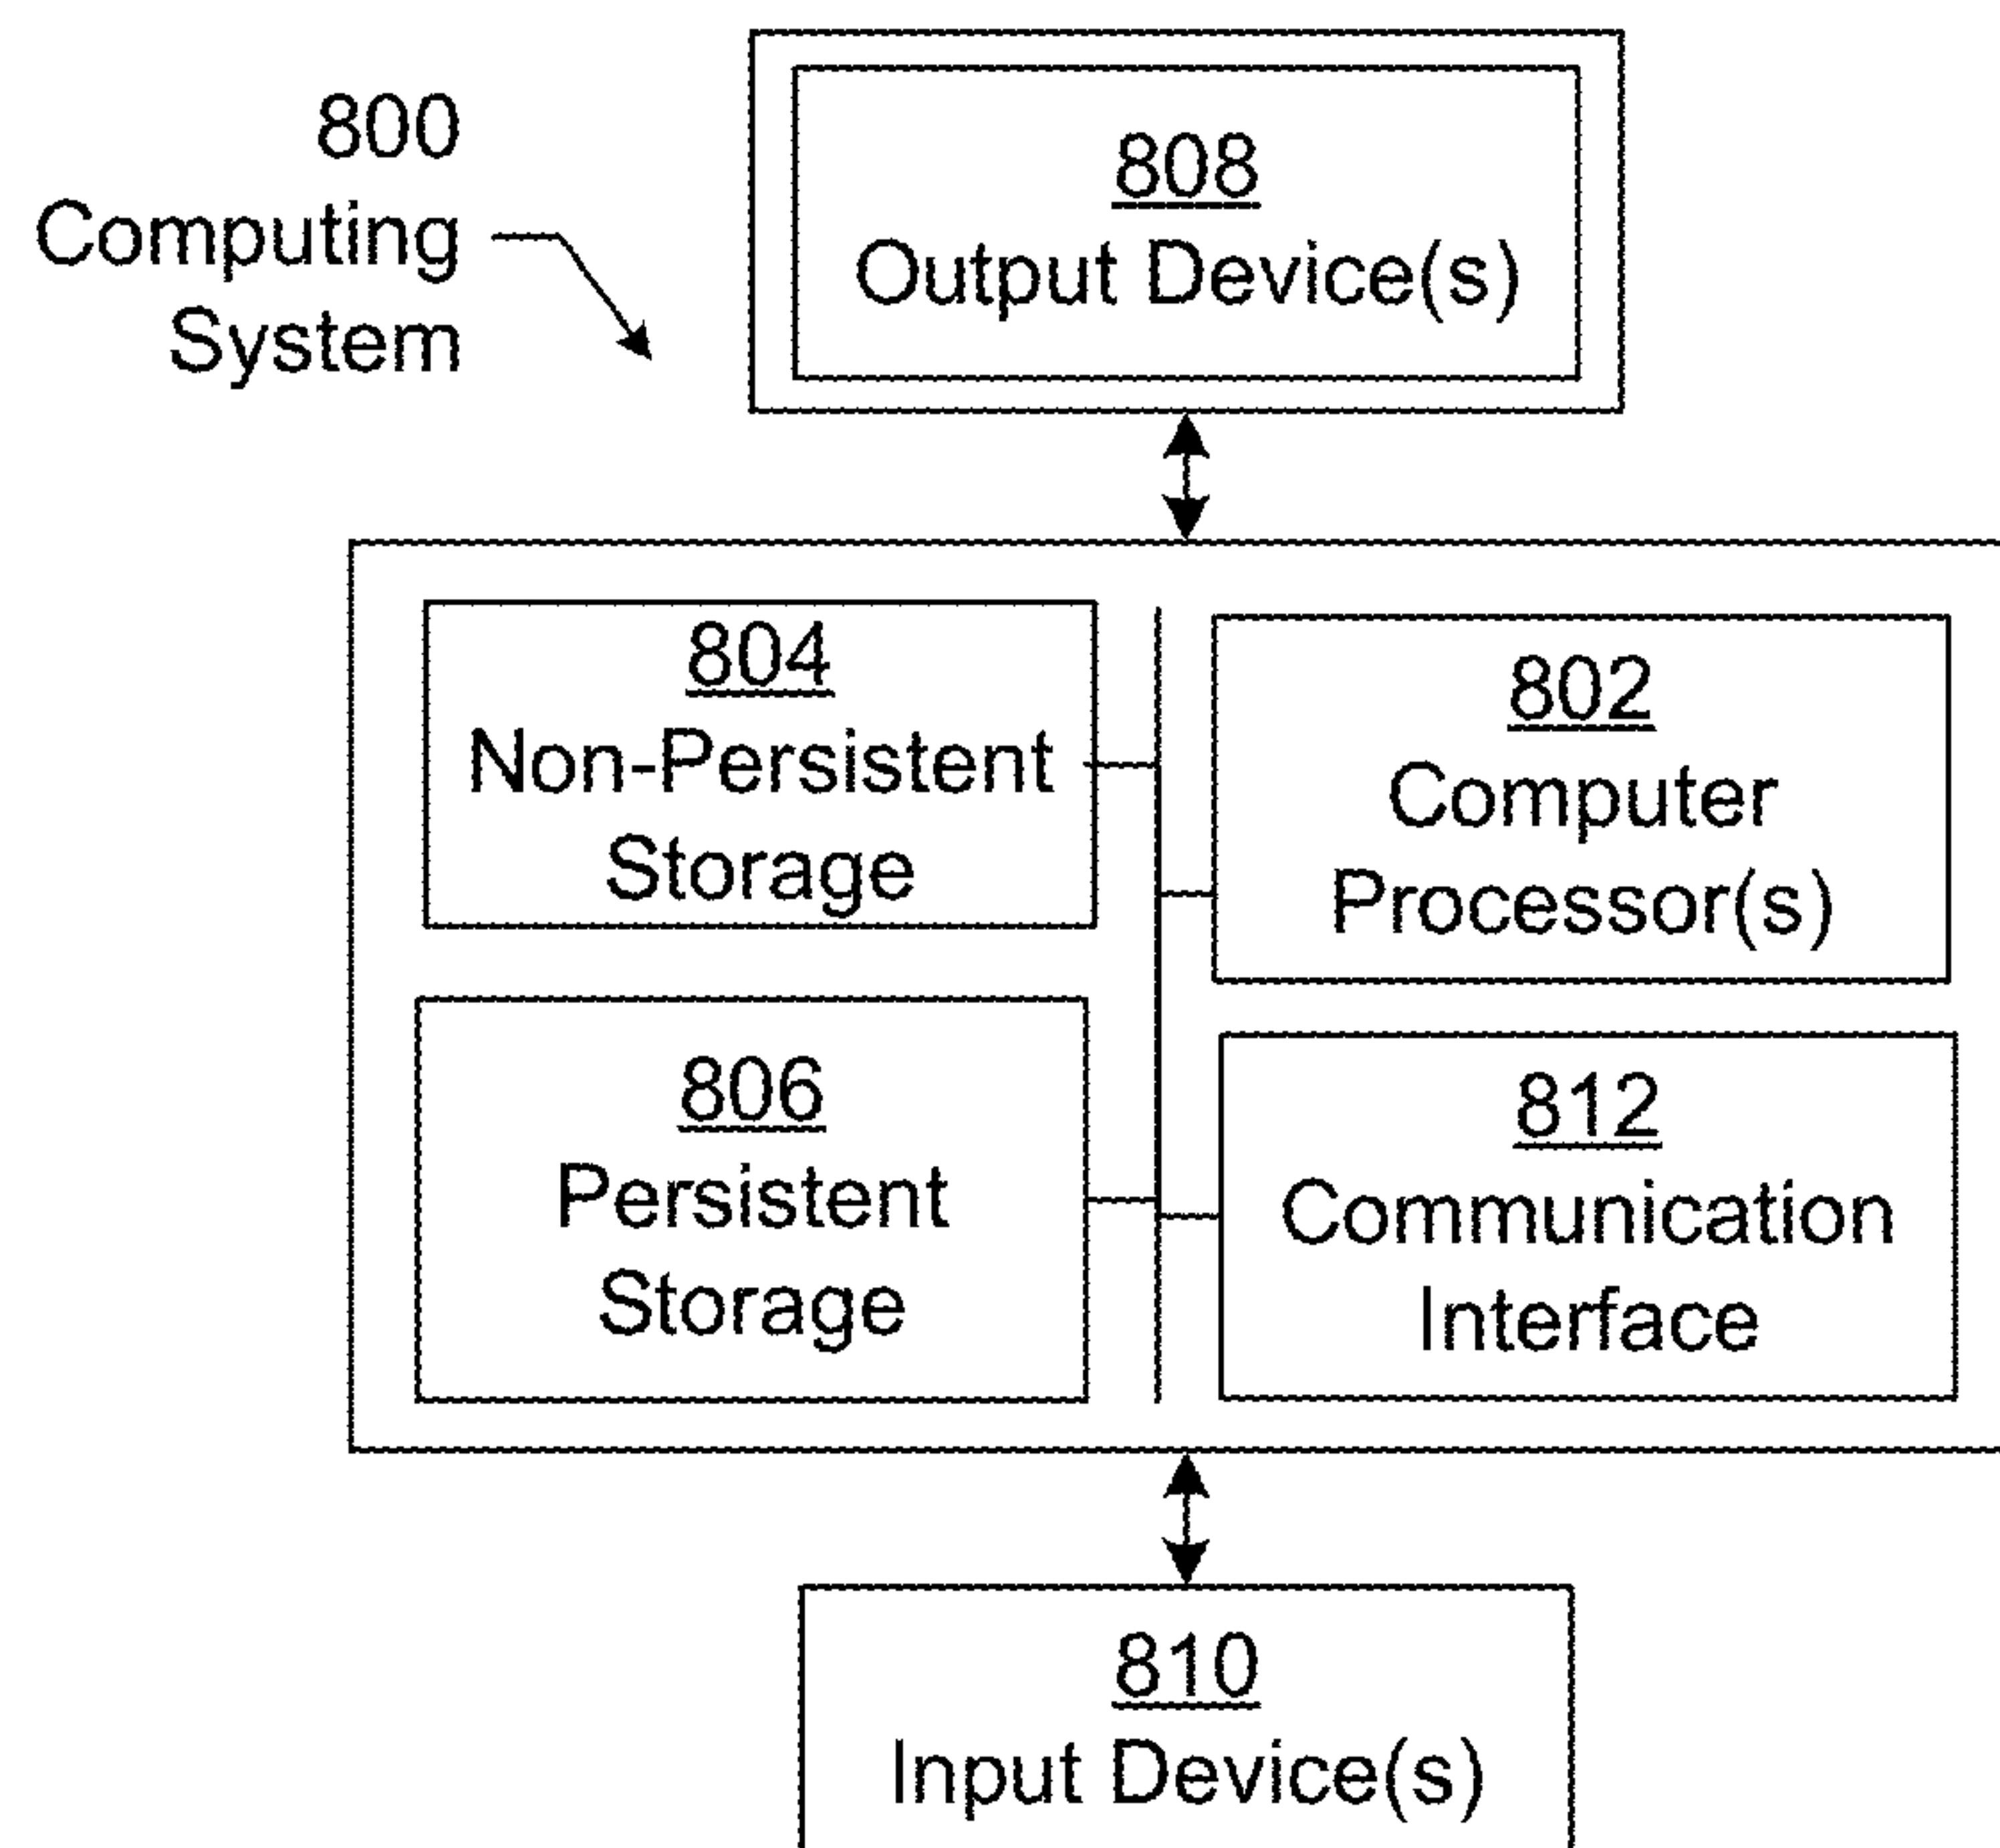 800
Computing
System
808
Output Device(s)
804
Non-Persistent
Storage
802
Computer
Processor(s)
806
Persistent
Storage
812
Communication
Interface
810
Input Device(s)